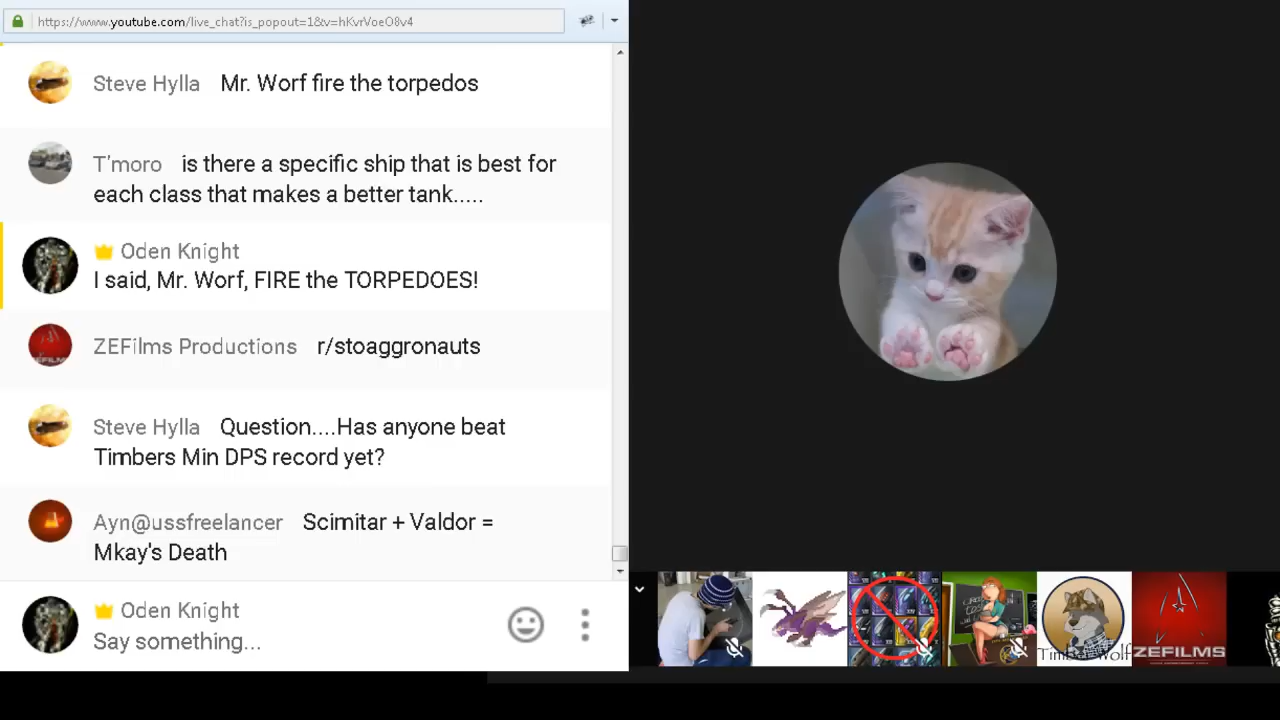 https://www.youtube.com/live_chat?is_popout=1&v=hKvrVoeO8v4
Steve Hylla Mr. Worf fire the torpedos
T'moro is there a specific ship that is best for
each class that makes a better tank.....
Oden Knight
I said, Mr. Worf, FIRE the TORPEDOES!
ZEFilms Productions r/stoaggronauts
Steve Hylla Question....Has anyone beat
Timbers Min DPS record yet?
Ayn@ussfreelancer Scimitar + Valdor =
Mkay's Death
Oden Knight
Say something...
Timber Wolf
ZEFILMS